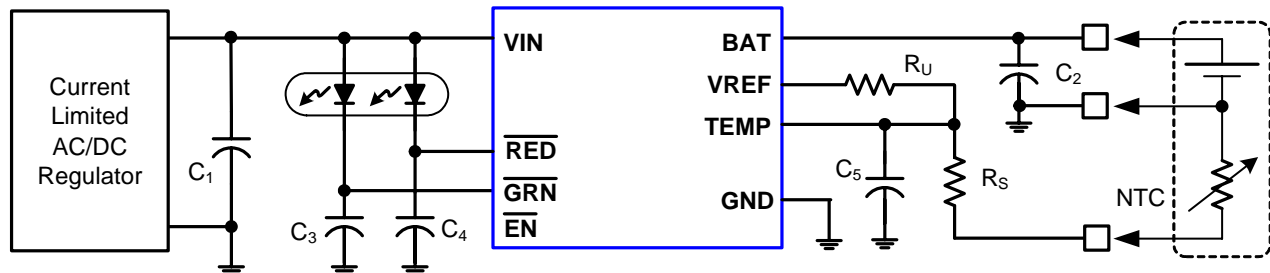 Current
Limited
AC/DC
Regulator
C1
C3
C4
VIN
RED
GRN
EN
BAT
VREF
TEMP
GND
RU
C5
RS
C2
NTC